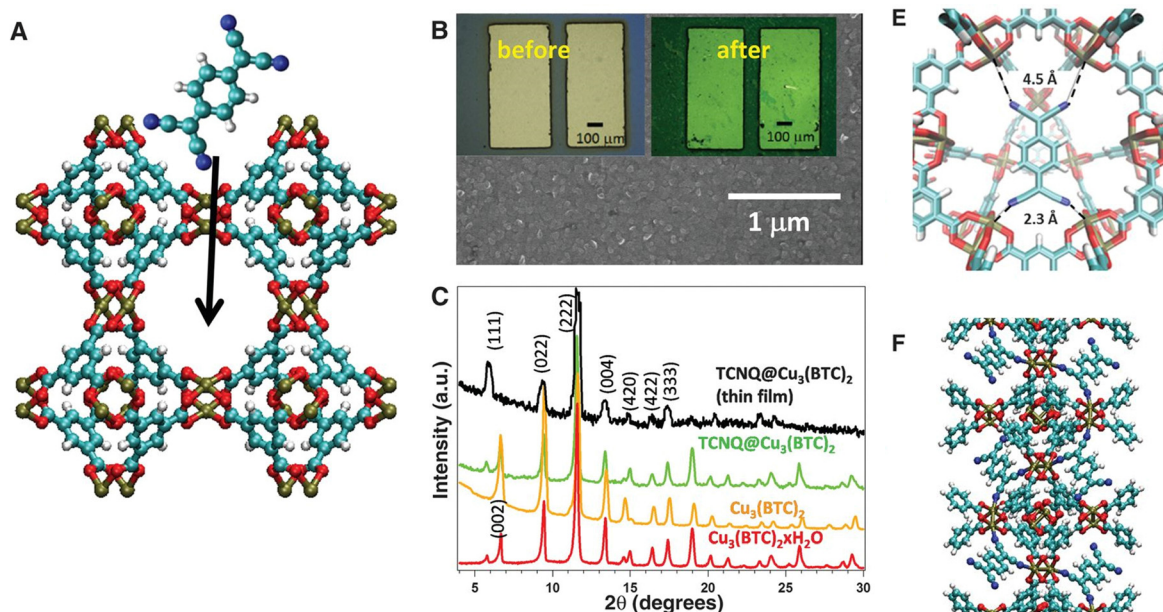 A
B
before
after
100 μm
100 μm
1 μm
C
Intensity (a.u.)
(111)
(022)
(222)
(004)
(420)
(422)
(333)
TCNQ@Cu₃(BTC)₂
(thin film)
TCNQ@Cu₃(BTC)₂
Cu₃(BTC)₂
(002)
Cu₃(BTC)₂xH₂O
5 10 15 20 25 30
2θ (degrees)
E
4.5 Å
2.3 Å
F